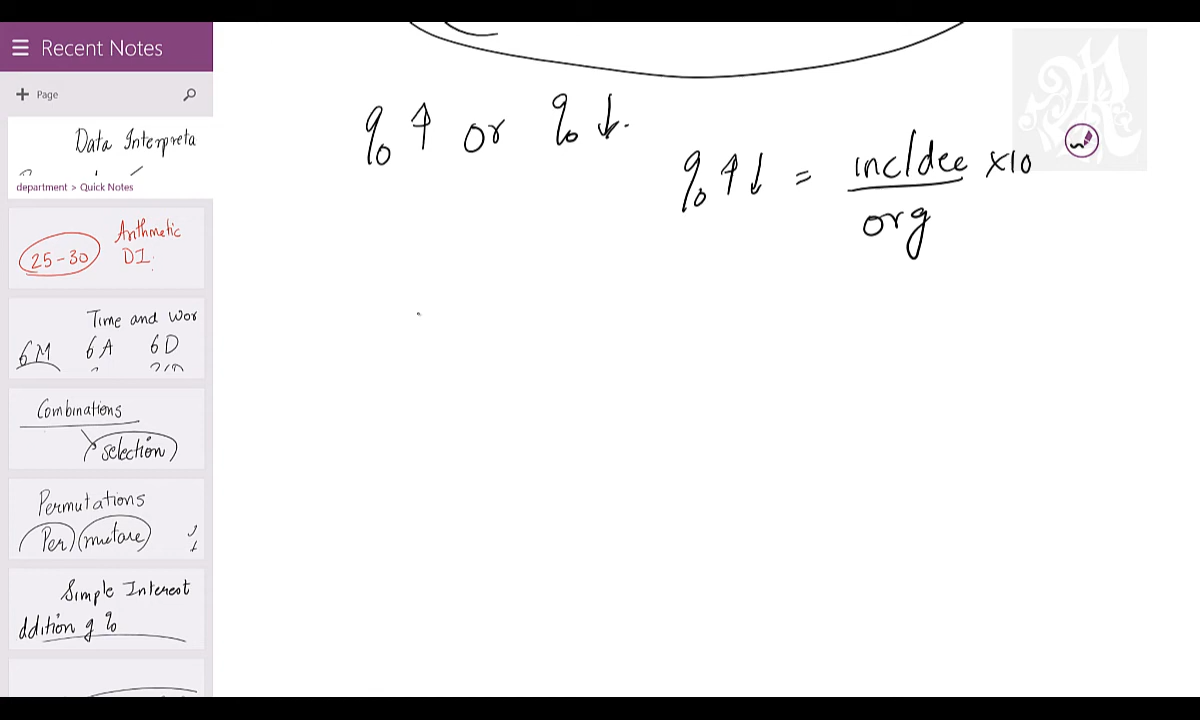 Recent Notes
+ Page
Data Interpreta
department > Quick Notes
25-30
Arithmetic
DI.
Time and Wor
6M 6A 6D
Combinations
selection
Permutations
(Per) (mutare)
Simple Interest
ddition of %
% ↑ or % ↓.
% ↑↓ = inc/dec ×10
org